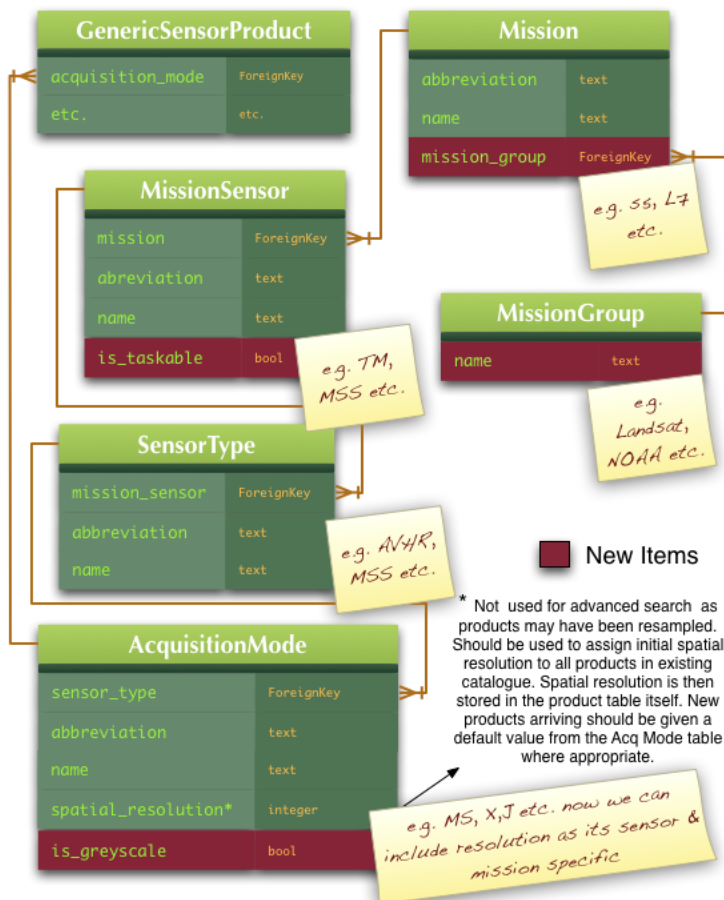 GenericSensorProduct
acquisition_mode ForeignKey
etc. etc.
Mission
abbreviation text
name text
mission_group ForeignKey
e.g. s5, L7
etc.
MissionSensor
mission ForeignKey
abreviation text
name text
is_taskable bool
e.g. TM,
MSS etc.
MissionGroup
name text
e.g.
Landsat,
NOAA etc.
SensorType
mission_sensor ForeignKey
abbreviation text
name text
e.g. AVHR,
MSS etc.
New Items
* Not used for advanced search as
products may have been resampled.
Should be used to assign initial spatial
resolution to all products in existing
catalogue. Spatial resolution is then
stored in the product table itself. New
products arriving should be given a
default value from the Acq Mode table
where appropriate.
AcquisitionMode
sensor_type ForeignKey
abbreviation text
name text
spatial_resolution* integer
is_greyscale bool
e.g. MS, X,J etc. now we can
include resolution as its sensor &
mission specific